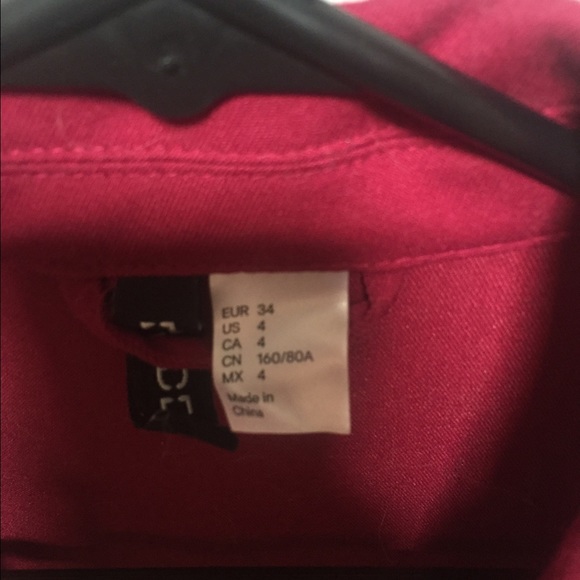 EUR 34
US 4
CA 4
CN 160/80A
MX 4
Made in
China